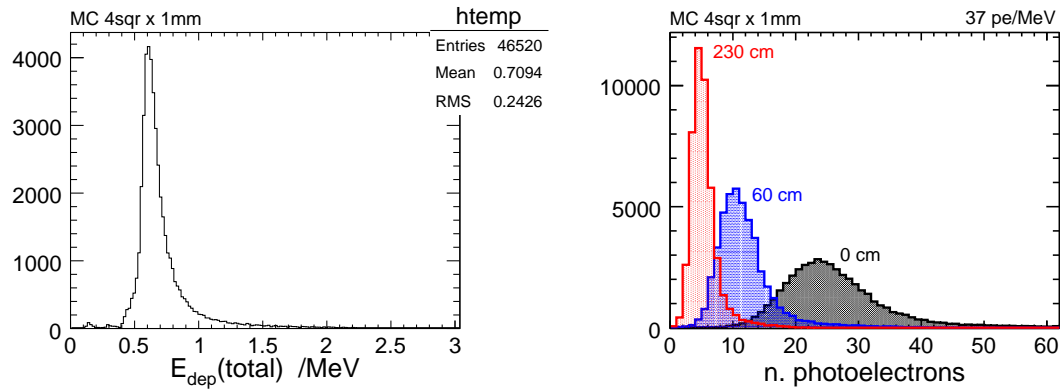 MC 4sqr x 1mm
htemp
Entries 46520
Mean 0.7094
RMS 0.2426
4000
3000
2000
1000
0
0 0.5 1 1.5 2 2.5 3
E_dep(total) /MeV
MC 4sqr x 1mm 37 pe/MeV
230 cm
60 cm
0 cm
10000
5000
0
0 10 20 30 40 50 60
n. photoelectrons